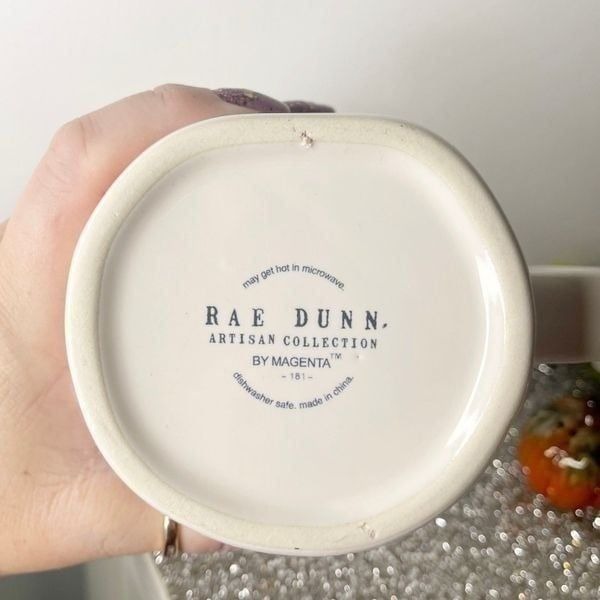 may get hot in microwave.
RAE DUNN.
ARTISAN COLLECTION
BY MAGENTA™
- 181 -
dishwasher safe. made in china.